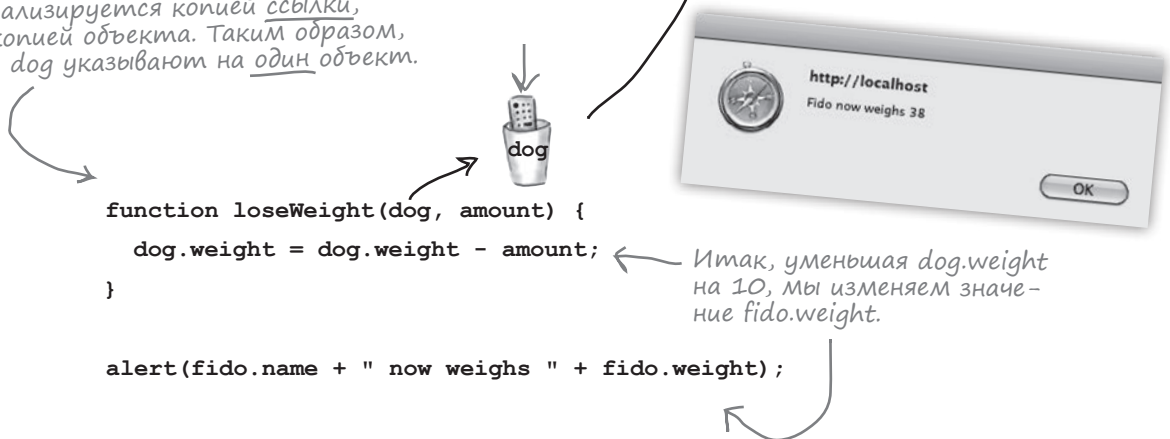 ализируется копией ссылки,
копией объекта. Таким образом,
dog указывают на один объект.
http://localhost
Fido now weighs 38
OK
dog
function loseWeight(dog, amount) {
dog.weight = dog.weight - amount;
}
Итак, уменьшая dog.weight
на 10, мы изменяем значе-
ние fido.weight.
alert(fido.name + " now weighs " + fido.weight);